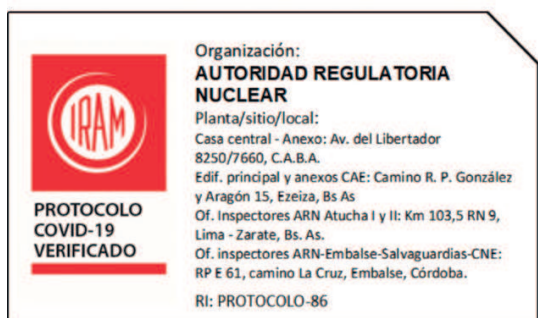 IRAM
PROTOCOLO
COVID-19
VERIFICADO
Organización:
AUTORIDAD REGULATORIA
NUCLEAR
Planta/sitio/local:
Casa central - Anexo: Av. del Libertador
8250/7660, C.A.B.A.
Edif. principal y anexos CAE: Camino R. P. González
y Aragón 15, Ezeiza, Bs As
Of. Inspectores ARN Atucha I y II: Km 103,5 RN 9,
Lima - Zarate, Bs. As.
Of. inspectores ARN-Embalse-Salvaguardias-CNE:
RP E 61, camino La Cruz, Embalse, Córdoba.
RI: PROTOCOLO-86